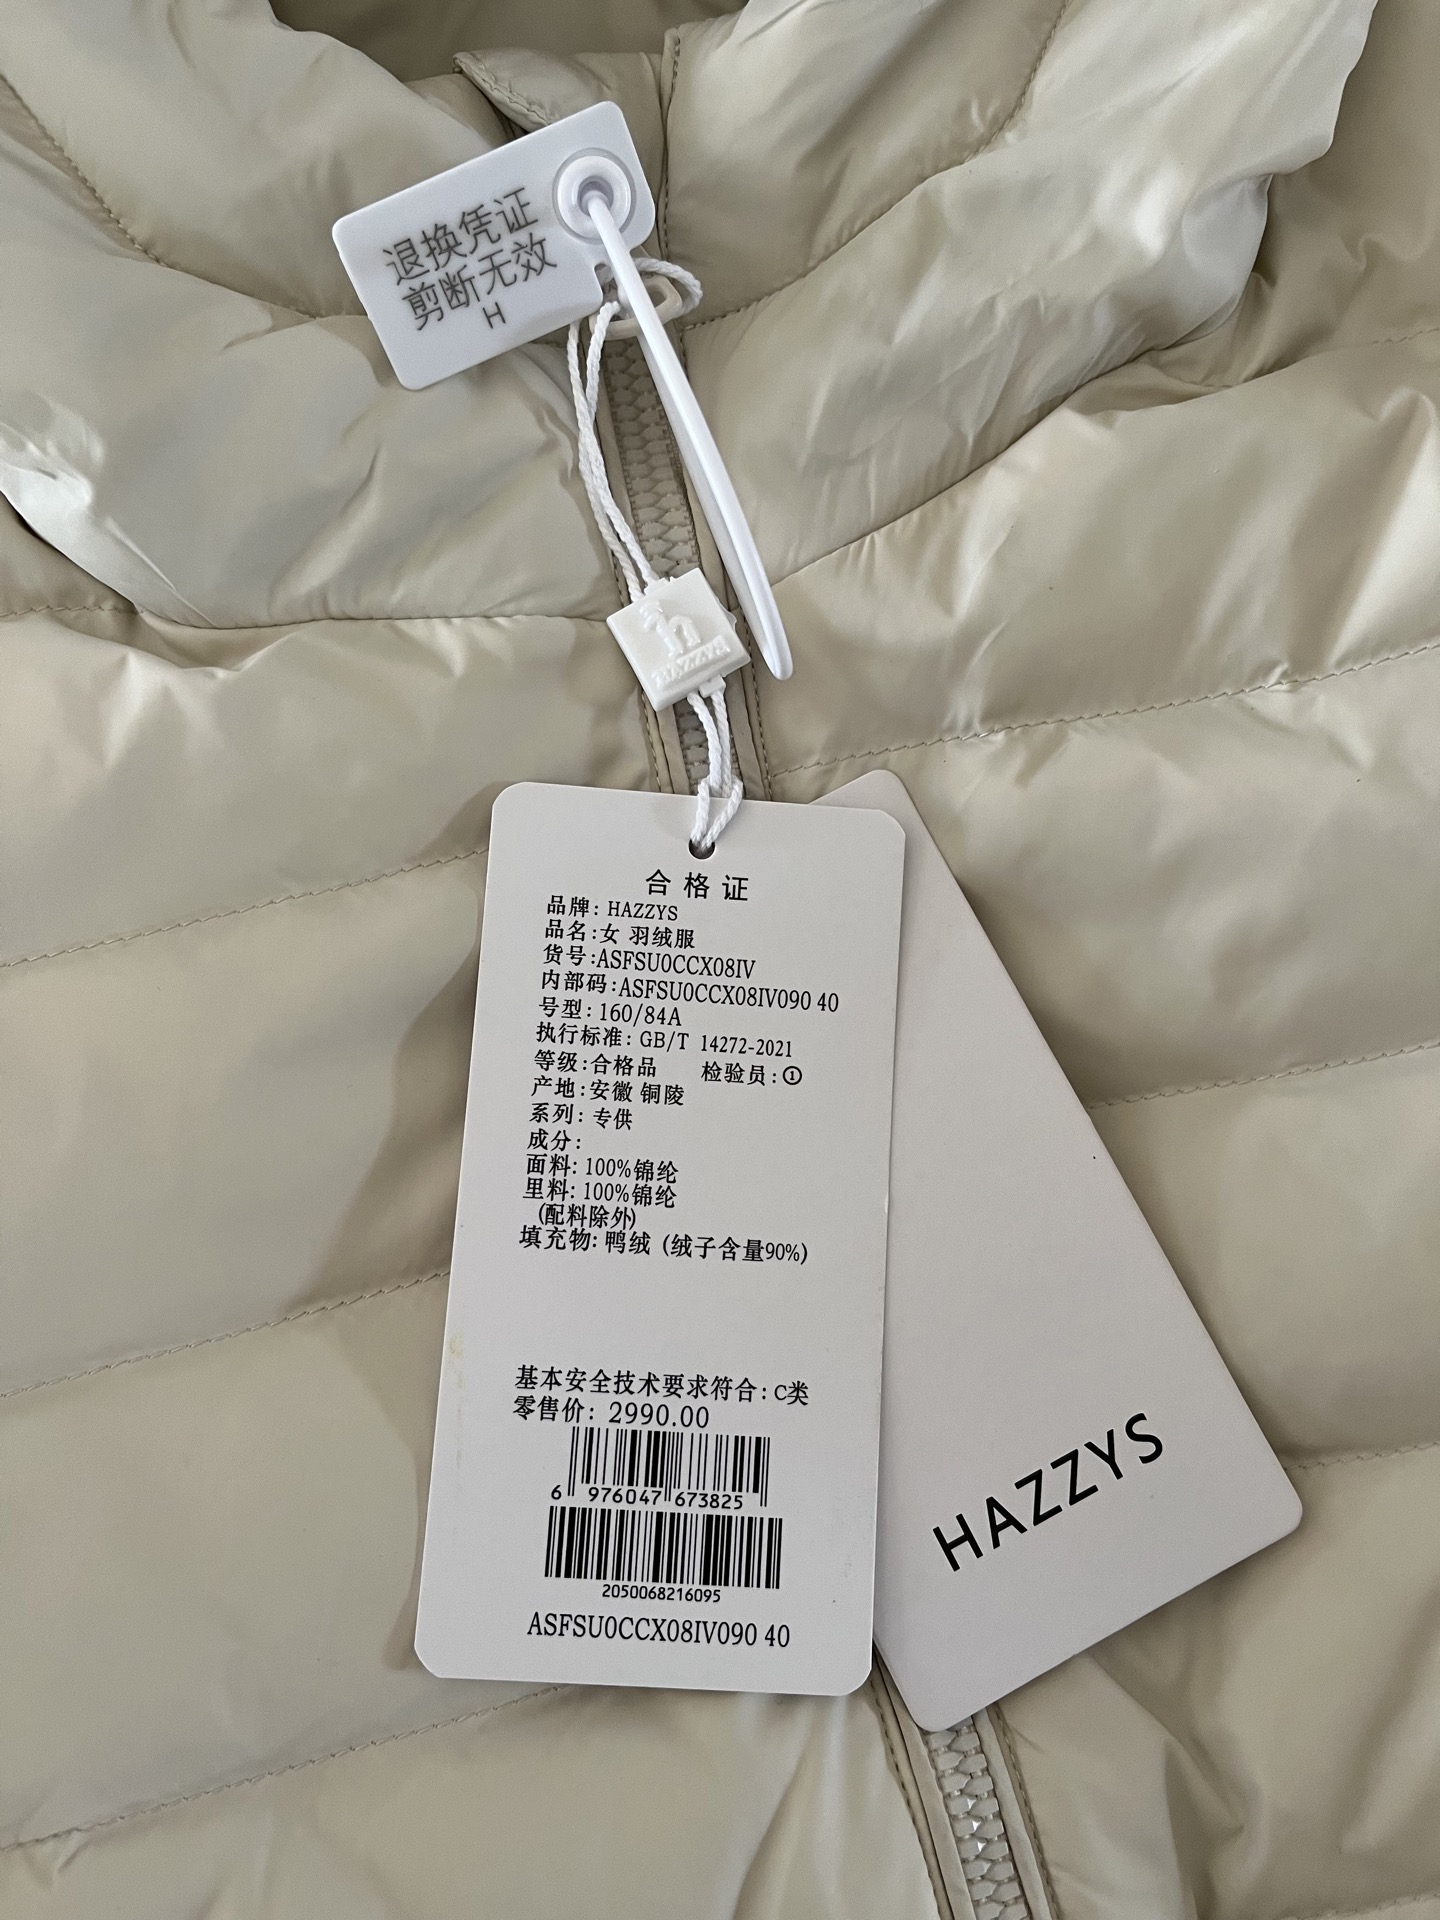 退换凭证
剪断无效
H
HAZZYS
合格证
品牌: HAZZYS
品名:女 羽绒服
货号:ASFSU0CCX08IV
内部码:ASFSU0CCX08IV090 40
号型: 160/84A
执行标准: GB/T 14272-2021
等级:合格品 检验员:①
产地:安徽 铜陵
系列: 专供
成分:
面料: 100%锦纶
里料: 100%锦纶
(配料除外)
填充物: 鸭绒 (绒子含量90%)
基本安全技术要求符合: C类
零售价: 2990.00
6 976047 673825
2050068216095
ASFSU0CCX08IV090 40
HAZZYS